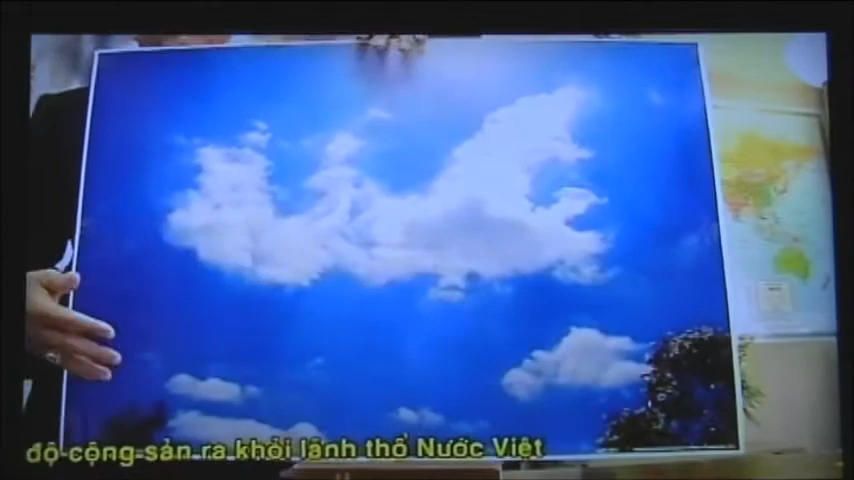 độ cộng sản ra khỏi lãnh thổ Nước Việt